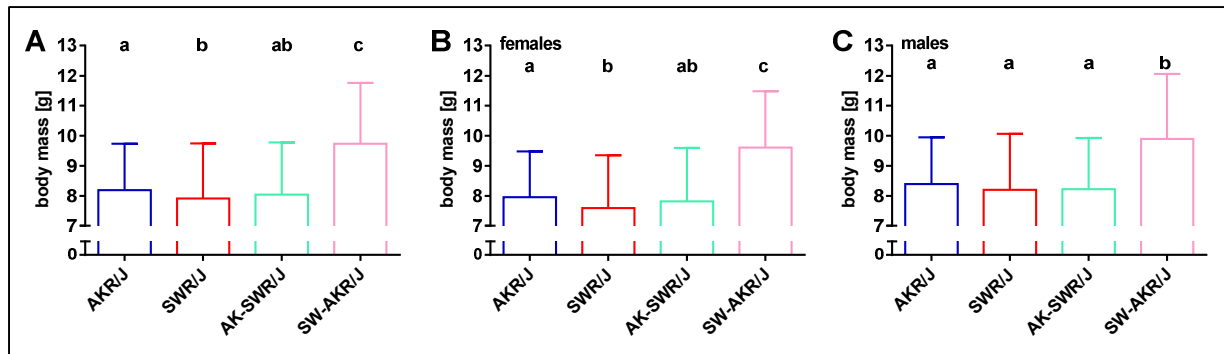 A
a b ab c
body mass [g]
13
12
11
10
9
8
7
0
AKR/J
SWR/J
AK-SWR/J
SW-AKR/J
B
females
a b ab c
body mass [g]
13
12
11
10
9
8
7
0
AKR/J
SWR/J
AK-SWR/J
SW-AKR/J
C
males
a a a b
body mass [g]
13
12
11
10
9
8
7
0
AKR/J
SWR/J
AK-SWR/J
SW-AKR/J